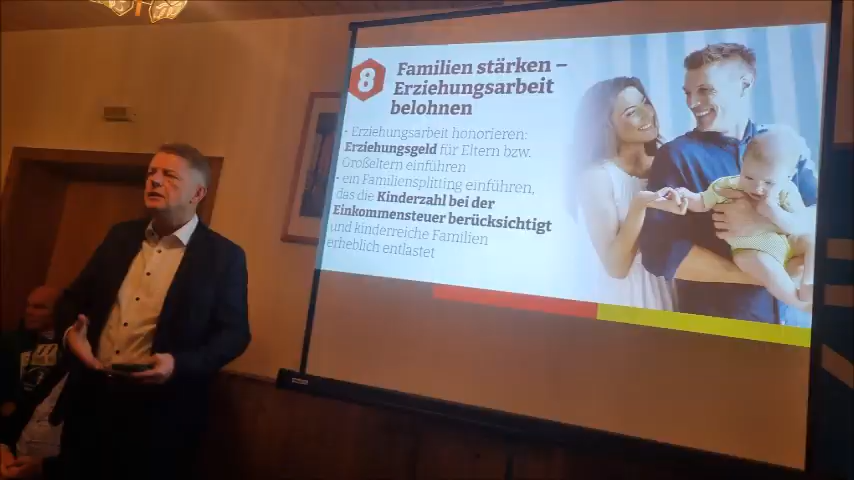 8
Familien stärken –
Erziehungsarbeit
belohnen
• Erziehungsarbeit honorieren:
Erziehungsgeld für Eltern bzw.
Großeltern einführen
• ein Familiensplitting einführen,
das die Kinderzahl bei der
Einkommensteuer berücksichtigt
und kinderreiche Familien
erheblich entlastet